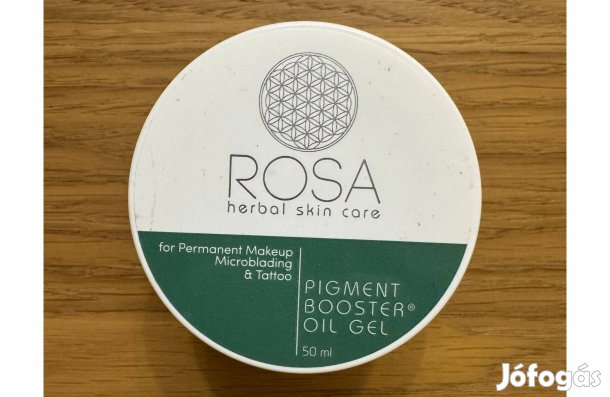 ROSA
herbal skin care
for Permanent Makeup
Microblading
& Tattoo
PIGMENT
BOOSTER®
OIL GEL
50 ml
Jófogás